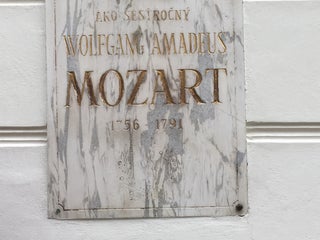 AKO ŠESŤROČNÝ
WOLFGANG AMADEUS
MOZART
1756 - 1791